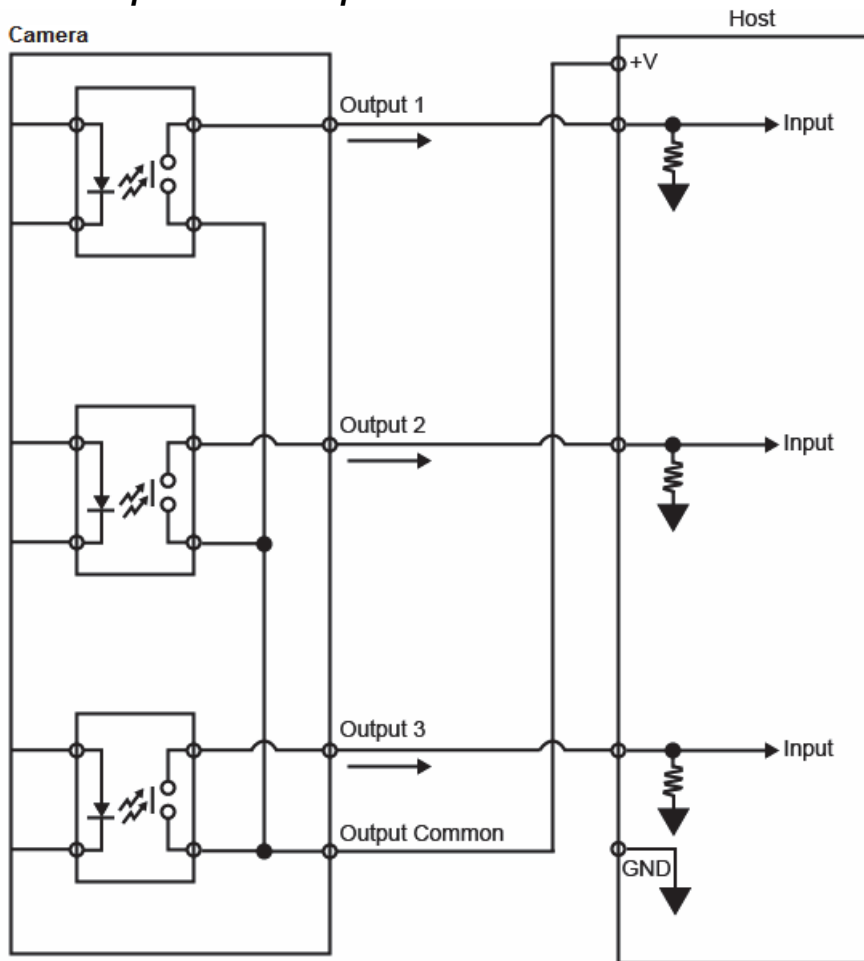 Host
Camera
+V
Output 1
Input
Output 2
Input
Output 3
Input
Output Common
GND